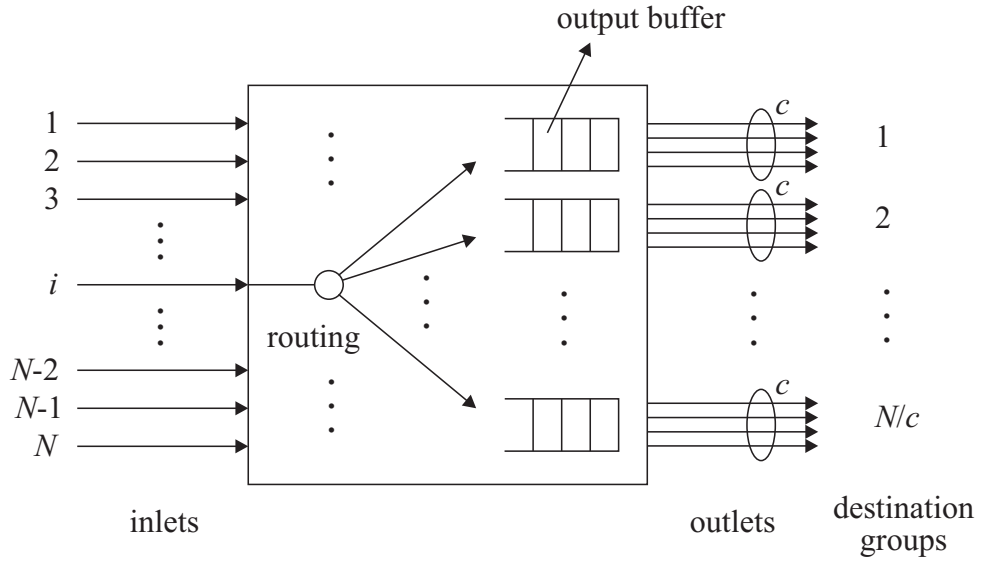 output buffer
1
2
3
i
N-2
N-1
N
routing
c
c
c
1
2
N/c
inlets
outlets
destination
groups